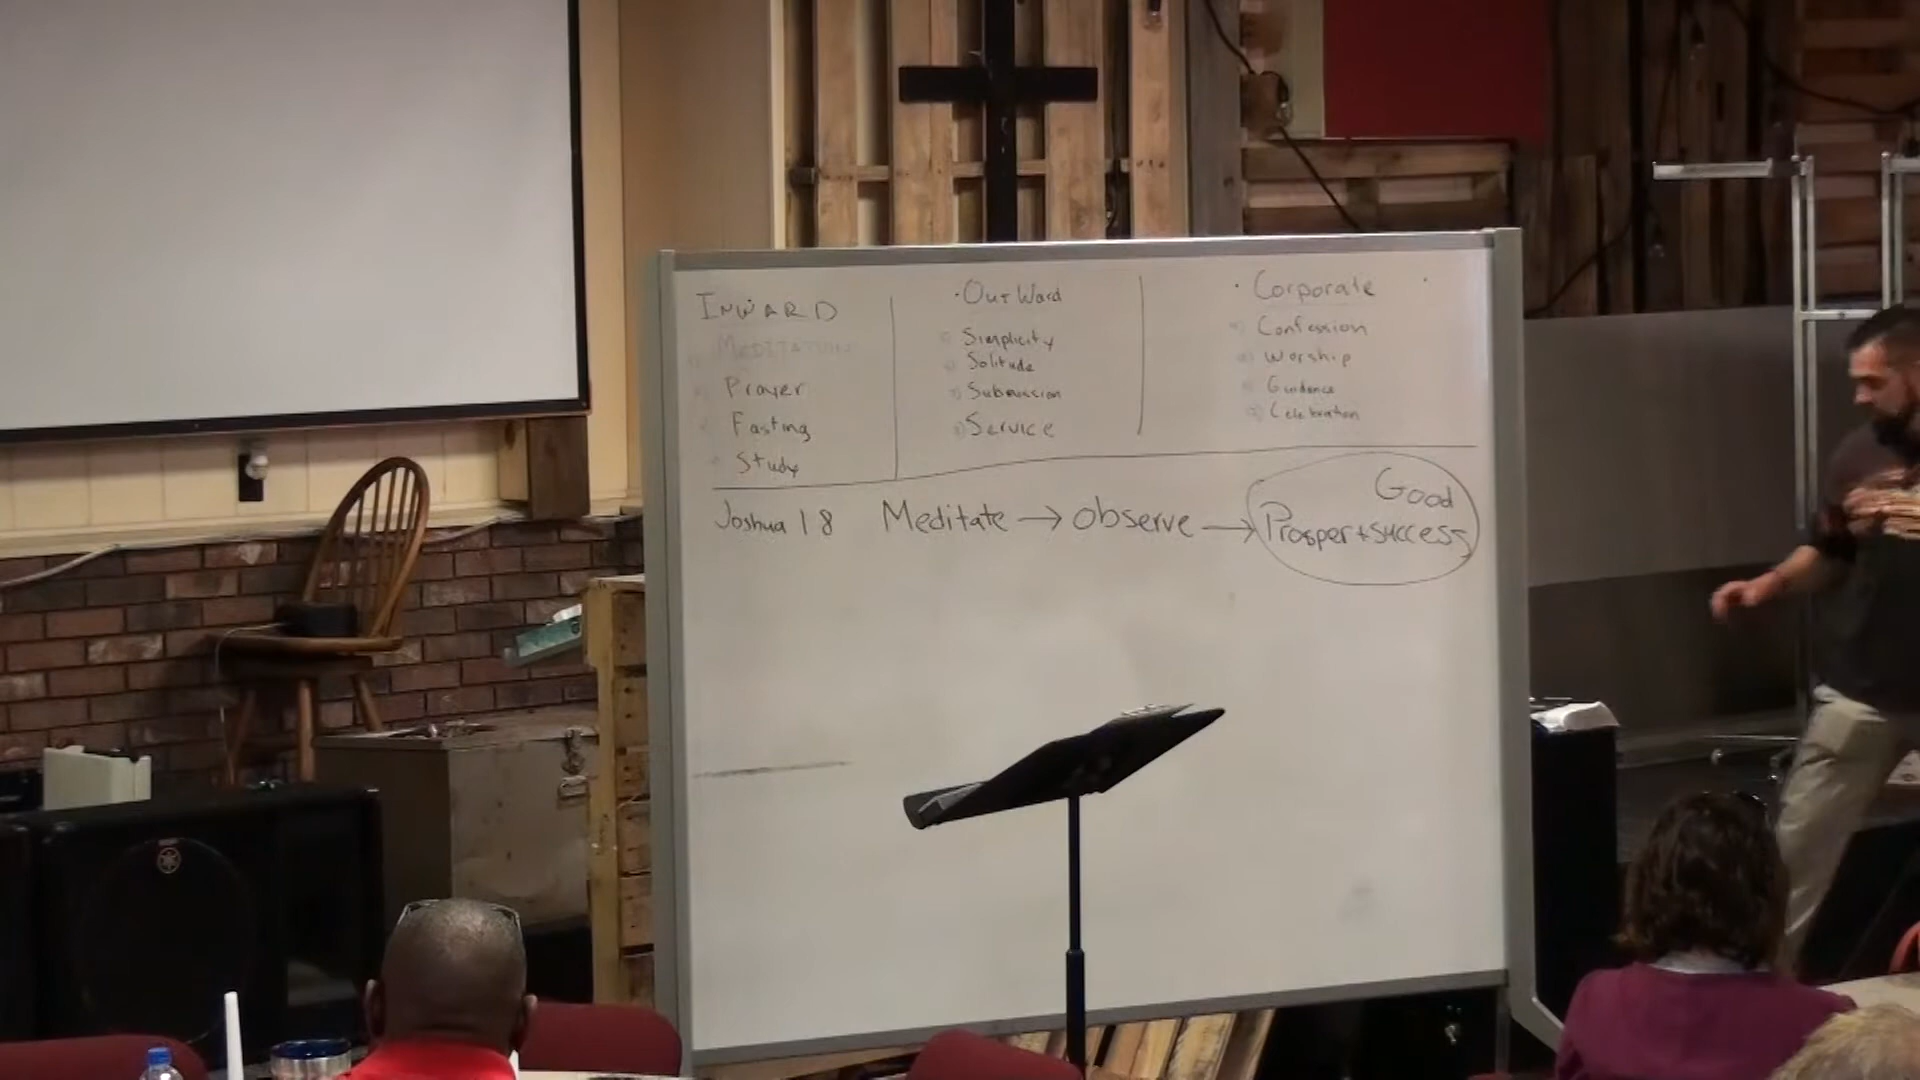 INWARD
MEDITATION
Prayer
Fasting
Study
· OutWard
Simplicity
Solitude
Submission
Service
· Corporate
Confession
Worship
Guidance
Celebration
Joshua 1 8 Meditate → observe → Good
Prosper + success